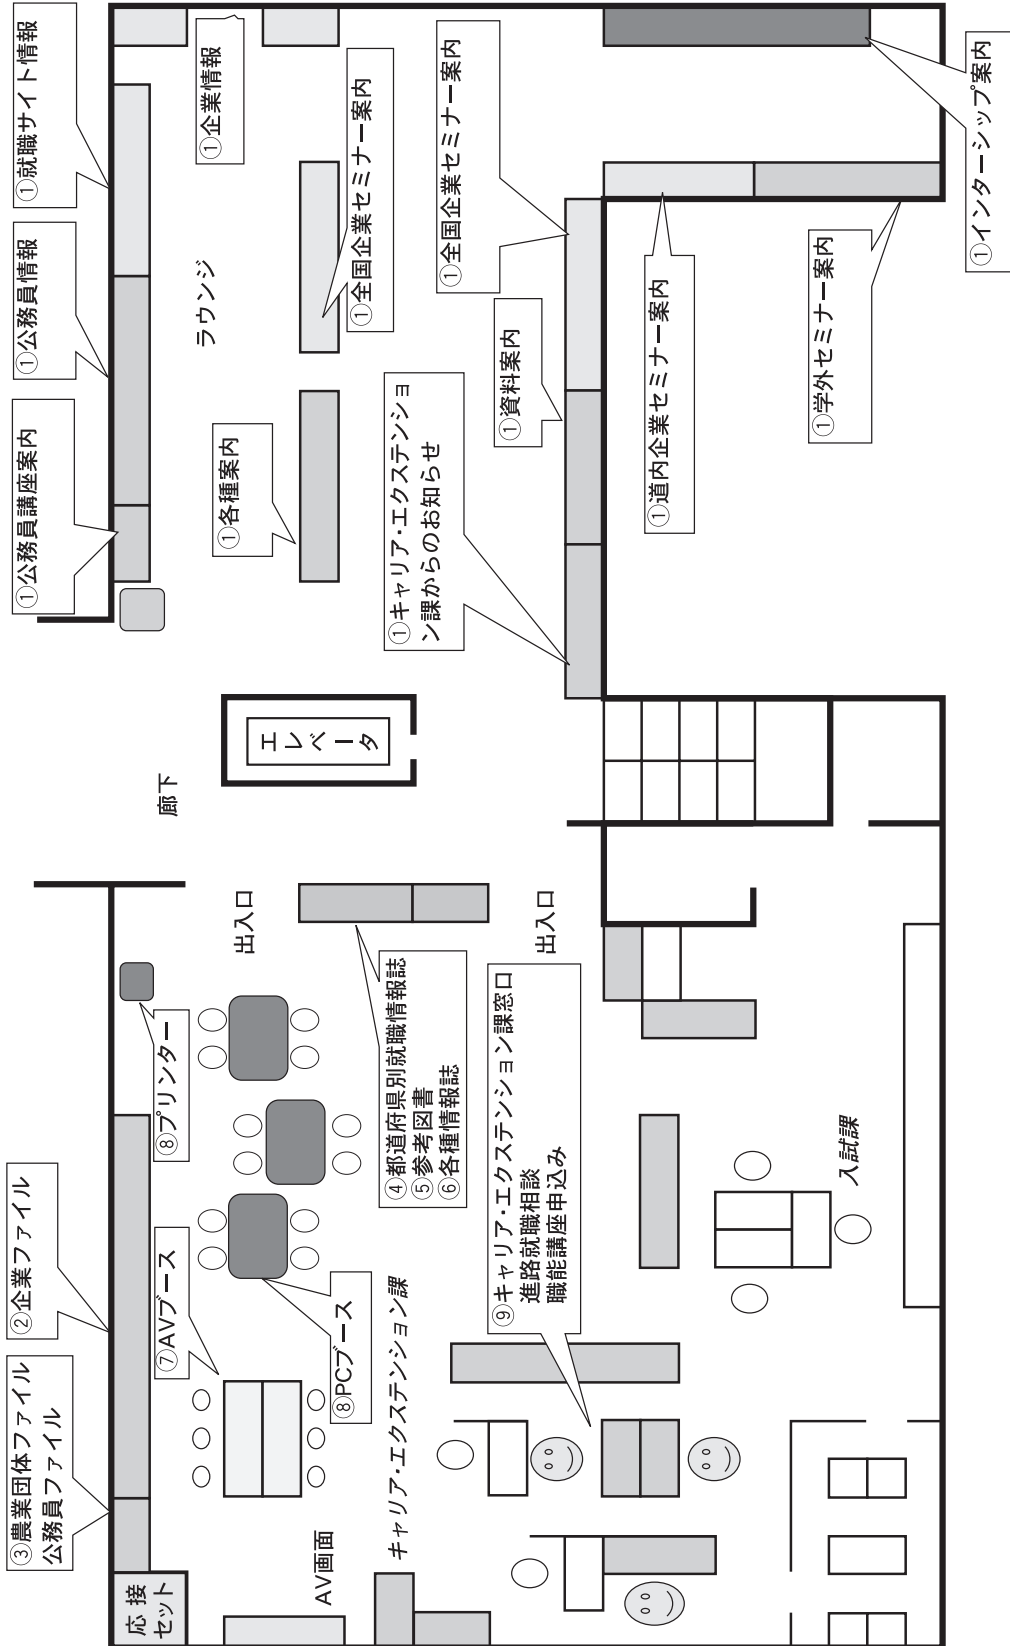 ③農業団体ファイル
公務員ファイル
②企業ファイル
①公務員講座案内
①公務員情報
①就職サイト情報
応 接
セット
⑦AVブース
⑧プリンター
廊下
ラウンジ
①企業情報
①各種案内
出入口
エレベータ
AV画面
⑧PCブース
①全国企業セミナー案内
キャリア・エクステンション課
④都道府県別就職情報誌
⑤参考図書
⑥各種情報誌
①キャリア・エクステンショ
ン課からのお知らせ
①全国企業セミナー案内
⑨キャリア・エクステンション課窓口
進路就職相談
職能講座申込み
出入口
①資料案内
①道内企業セミナー案内
入試課
①学外セミナー案内
①インターシップ案内